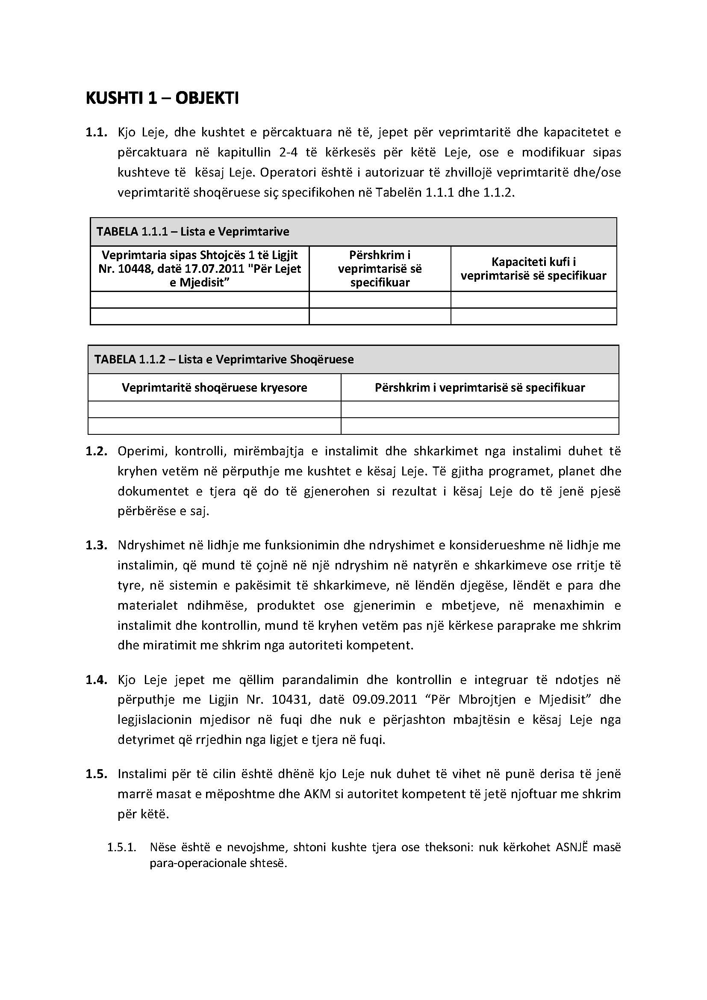 KUSHTI 1 – OBJEKTI
1.1. Kjo Leje, dhe kushtet e përcaktuara në të, jepet për veprimtaritë dhe kapacitetet e
përcaktuara në kapitullin 2-4 të kërkesës për këtë Leje, ose e modifikuar sipas
kushteve të kësaj Leje. Operatori është i autorizuar të zhvillojë veprimtaritë dhe/ose
veprimtaritë shoqëruese siç specifikohen në Tabelën 1.1.1 dhe 1.1.2.
TABELA 1.1.1 – Lista e Veprimtarive
Veprimtaria sipas Shtojcës 1 të Ligjit
Nr. 10448, datë 17.07.2011 "Për Lejet
e Mjedisit”
Përshkrim i
veprimtarisë së
specifikuar
Kapaciteti kufi i
veprimtarisë së specifikuar
TABELA 1.1.2 – Lista e Veprimtarive Shoqëruese
Veprimtaritë shoqëruese kryesore
Përshkrim i veprimtarisë së specifikuar
1.2. Operimi, kontrolli, mirëmbajtja e instalimit dhe shkarkimet nga instalimi duhet të
kryhen vetëm në përputhje me kushtet e kësaj Leje. Të gjitha programet, planet dhe
dokumentet e tjera që do të gjenerohen si rezultat i kësaj Leje do të jenë pjesë
përbërëse e saj.
1.3. Ndryshimet në lidhje me funksionimin dhe ndryshimet e konsiderueshme në lidhje me
instalimin, që mund të çojnë në një ndryshim në natyrën e shkarkimeve ose rritje të
tyre, në sistemin e pakësimit të shkarkimeve, në lëndën djegëse, lëndët e para dhe
materialet ndihmëse, produktet ose gjenerimin e mbetjeve, në menaxhimin e
instalimit dhe kontrollin, mund të kryhen vetëm pas një kërkese paraprake me shkrim
dhe miratimit me shkrim nga autoriteti kompetent.
1.4. Kjo Leje jepet me qëllim parandalimin dhe kontrollin e integruar të ndotjes në
përputhje me Ligjin Nr. 10431, datë 09.09.2011 “Për Mbrojtjen e Mjedisit” dhe
legjislacionin mjedisor në fuqi dhe nuk e përjashton mbajtësin e kësaj Leje nga
detyrimet që rrjedhin nga ligjet e tjera në fuqi.
1.5. Instalimi për të cilin është dhënë kjo Leje nuk duhet të vihet në punë derisa të jenë
marrë masat e mëposhtme dhe AKM si autoritet kompetent të jetë njoftuar me shkrim
për këtë.
1.5.1. Nëse është e nevojshme, shtoni kushte tjera ose theksoni: nuk kërkohet ASNJË masë
para-operacionale shtesë.